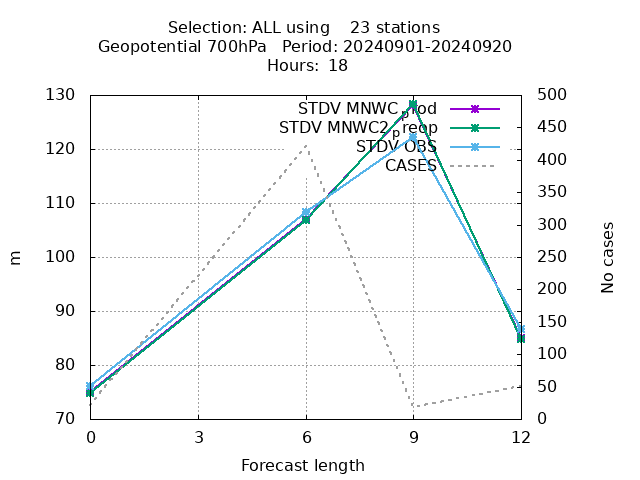 Selection: ALL using    23 stations
Geopotential 700hPa   Period: 20240901-20240920
Hours:  18
STDV MNWC_prod
STDV MNWC2_preop
STDV OBS
CASES
130
120
110
100
90
80
70
500
450
400
350
300
250
200
150
100
50
0
m
No cases
0 3 6 9 12
Forecast length